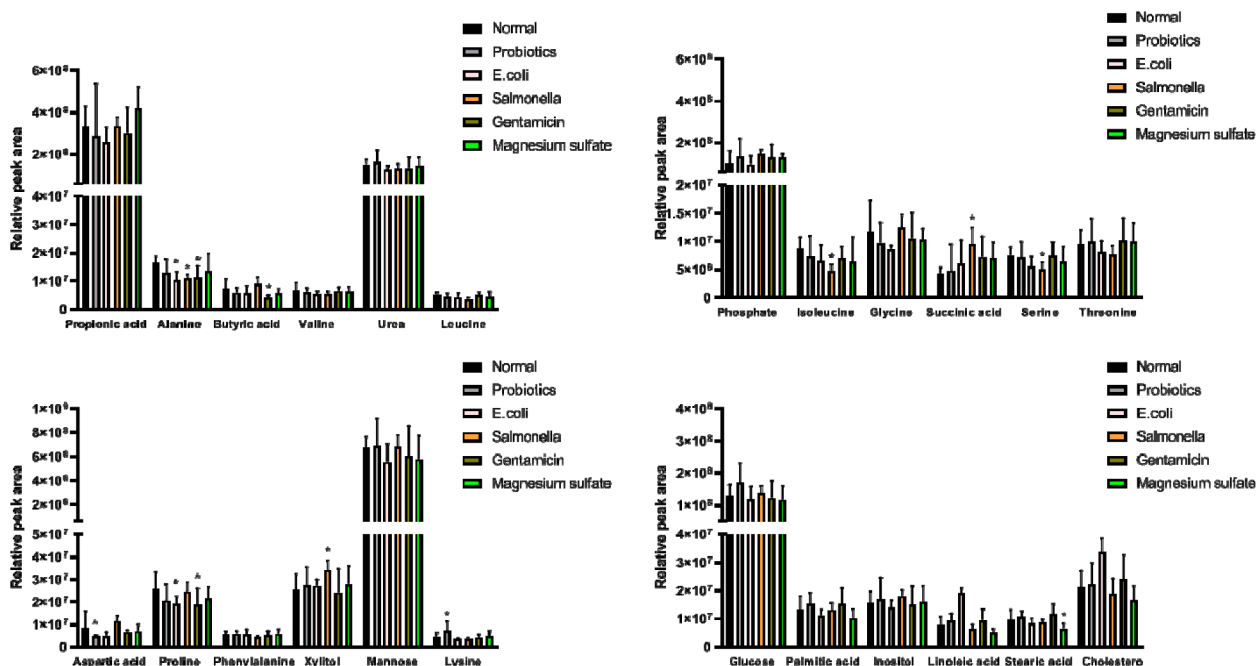 Normal
Probiotics
E.coli
Salmonella
Gentamicin
Magnesium sulfate
Relative peak area
6×10⁸
4×10⁸
2×10⁸
4×10⁷
3×10⁷
2×10⁷
1×10⁷
0
* * *
*
Propionic acid Alanine Butyric acid Valine Urea Leucine
Normal
Probiotics
E.coli
Salmonella
Gentamicin
Magnesium sulfate
Relative peak area
6×10⁸
4×10⁸
2×10⁸
2×10⁷
1.5×10⁷
1×10⁷
5×10⁶
0
*
*
*
Phosphate Isoleucine Glycine Succinic acid Serine Threonine
Normal
Probiotics
E.coli
Salmonella
Gentamicin
Magnesium sulfate
Relative peak area
1×10⁹
8×10⁸
6×10⁸
4×10⁸
2×10⁸
5×10⁷
4×10⁷
3×10⁷
2×10⁷
1×10⁷
0
*
* *
*
*
Aspartic acid Proline Phenylalanine Xylitol Mannose Lysine
Normal
Probiotics
E.coli
Salmonella
Gentamicin
Magnesium sulfate
Relative peak area
4×10⁸
3×10⁸
2×10⁸
1×10⁸
4×10⁷
3×10⁷
2×10⁷
1×10⁷
0
*
Glucose Palmitic acid Inositol Linoleic acid Stearic acid Cholestero